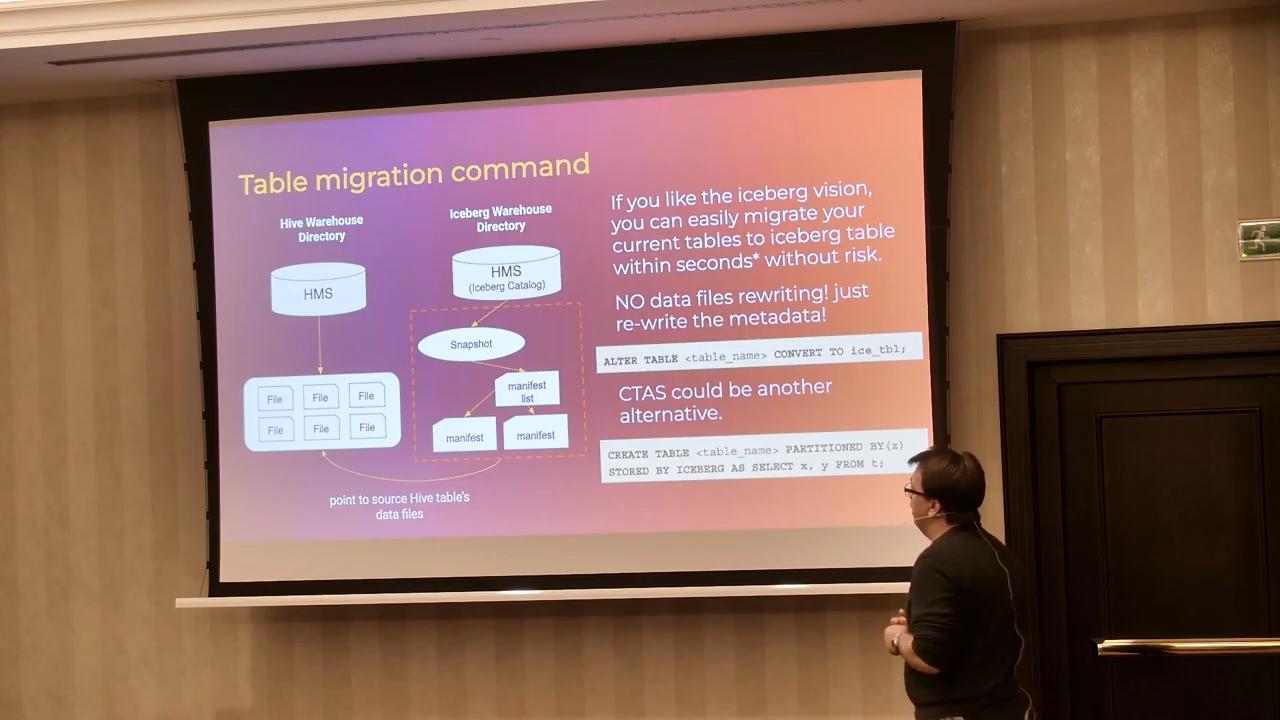 Table migration command
Hive Warehouse
Directory
HMS
File
File
File
File
File
File
Iceberg Warehouse
Directory
HMS
(Iceberg Catalog)
Snapshot
manifest
list
manifest
manifest
point to source Hive table's
data files
If you like the iceberg vision,
you can easily migrate your
current tables to iceberg table
within seconds* without risk.
NO data files rewriting! just
re-write the metadata!
ALTER TABLE <table_name> CONVERT TO ice_tbl;
CTAS could be another
alternative.
CREATE TABLE <table_name> PARTITIONED BY(z)
STORED BY ICEBERG AS SELECT x, y FROM t;